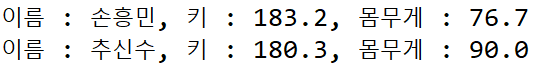 이름 : 손흥민, 키 : 183.2, 몸무게 : 76.7
이름 : 추신수, 키 : 180.3, 몸무게 : 90.0